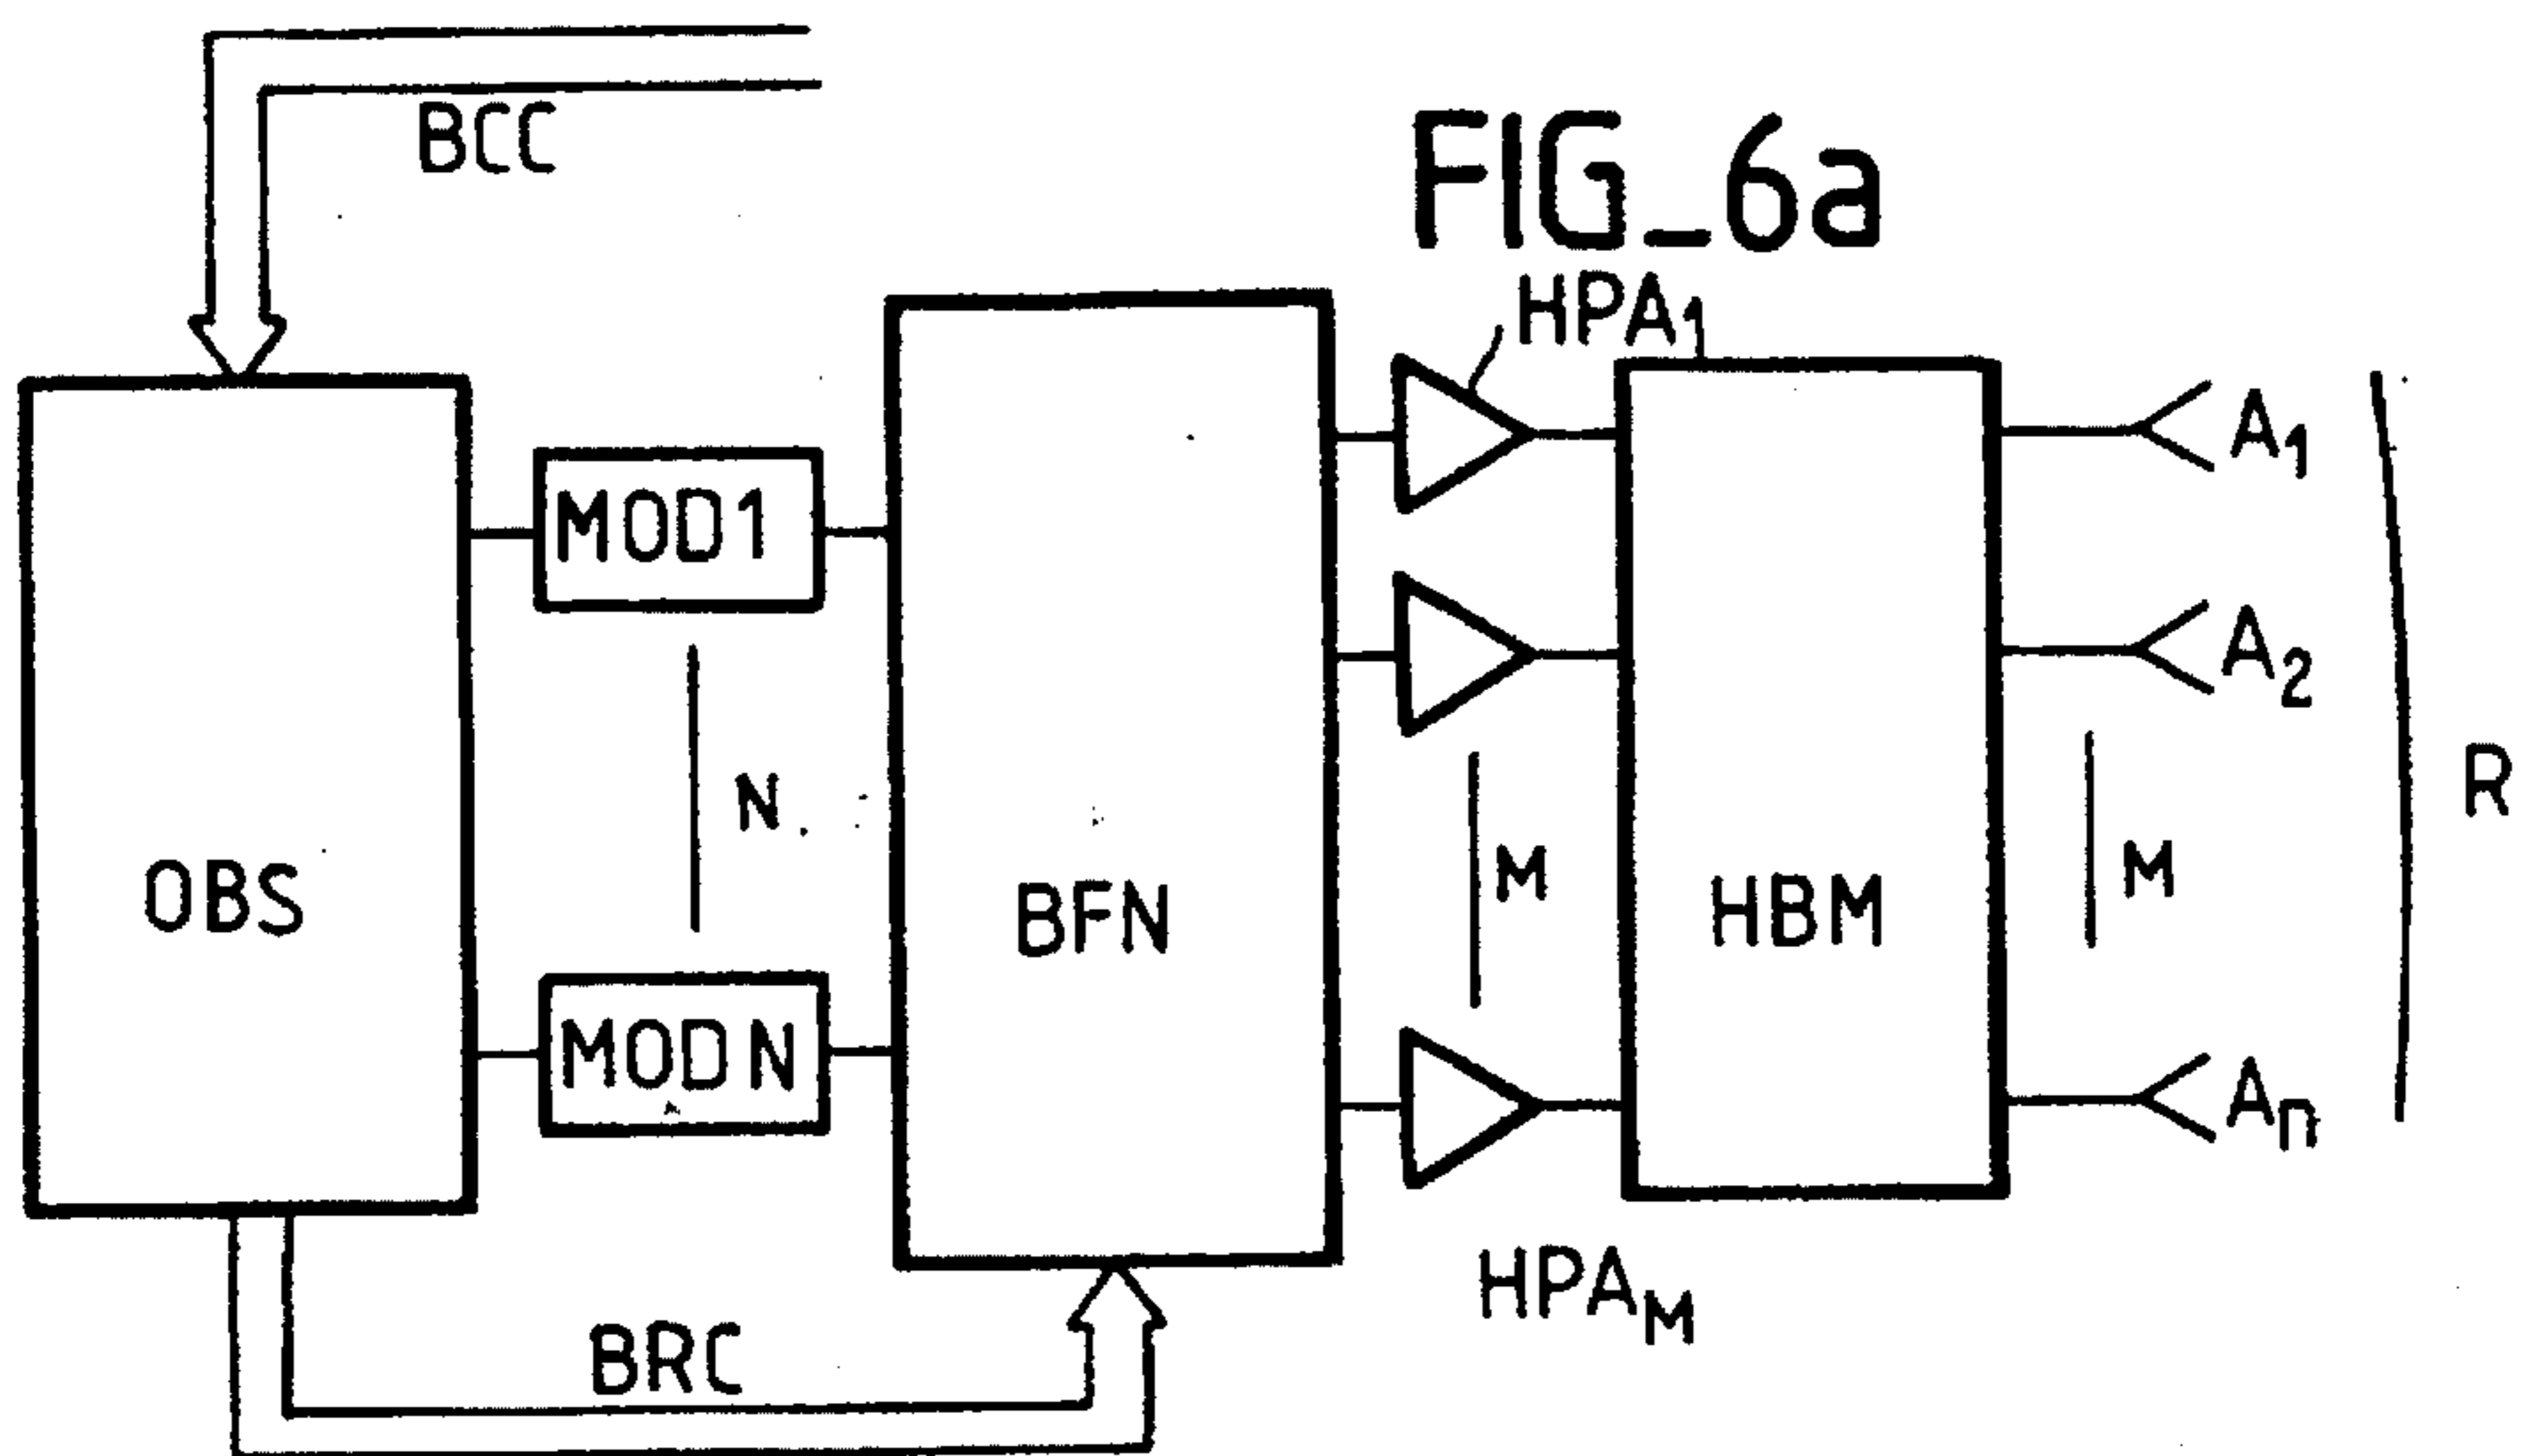 BCC
FIG_6a
HPA1
MOD1
A1
A2
N
M
M
R
OBS
BFN
HBM
MOD N
An
HPAM
BRC